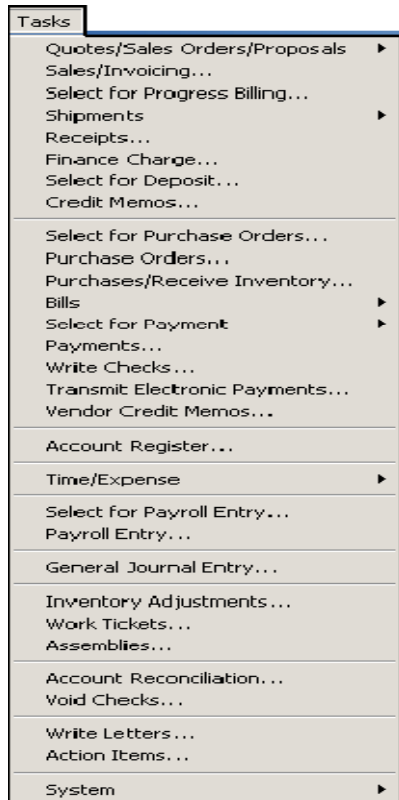 Tasks
Quotes/Sales Orders/Proposals
Sales/Invoicing...
Select for Progress Billing...
Shipments
Receipts...
Finance Charge...
Select for Deposit...
Credit Memos...
Select for Purchase Orders...
Purchase Orders...
Purchases/Receive Inventory...
Bills
Select for Payment
Payments...
Write Checks...
Transmit Electronic Payments...
Vendor Credit Memos...
Account Register...
Time/Expense
Select for Payroll Entry...
Payroll Entry...
General Journal Entry...
Inventory Adjustments...
Work Tickets...
Assemblies...
Account Reconciliation...
Void Checks...
Write Letters...
Action Items...
System